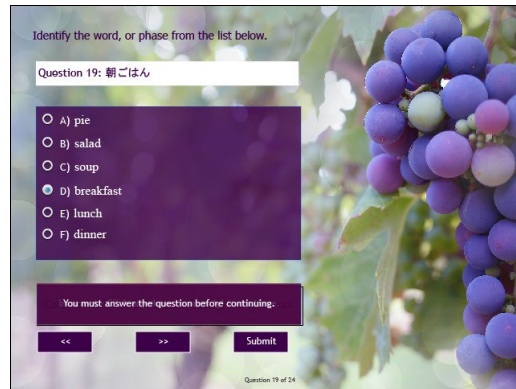 Identify the word, or phase from the list below.
Question 19: 朝ごはん
A) pie
B) salad
C) soup
D) breakfast
E) lunch
F) dinner
You must answer the question before continuing.
<< >> Submit
Question 19 of 24